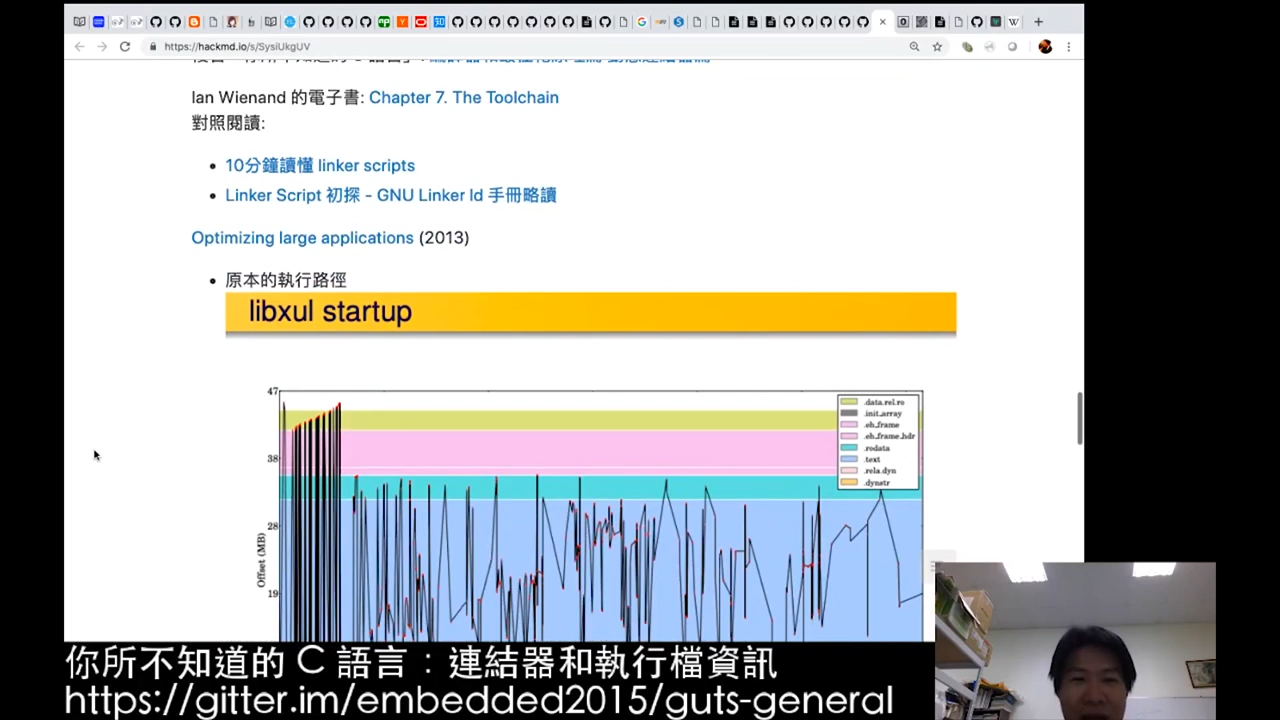 https://hackmd.io/s/SysiUkgUV
Ian Wienand 的電子書: Chapter 7. The Toolchain
對照閱讀:
10分鐘讀懂 linker scripts
Linker Script 初探 - GNU Linker ld 手冊略讀
Optimizing large applications (2013)
原本的執行路徑
libxul startup
47
38
28
19
Offset (MB)
.data.rel.ro
.init_array
.eh_frame
.eh_frame_hdr
.rodata
.text
.rela.dyn
.dynstr
你所不知道的 C 語言：連結器和執行檔資訊
https://gitter.im/embedded2015/guts-general